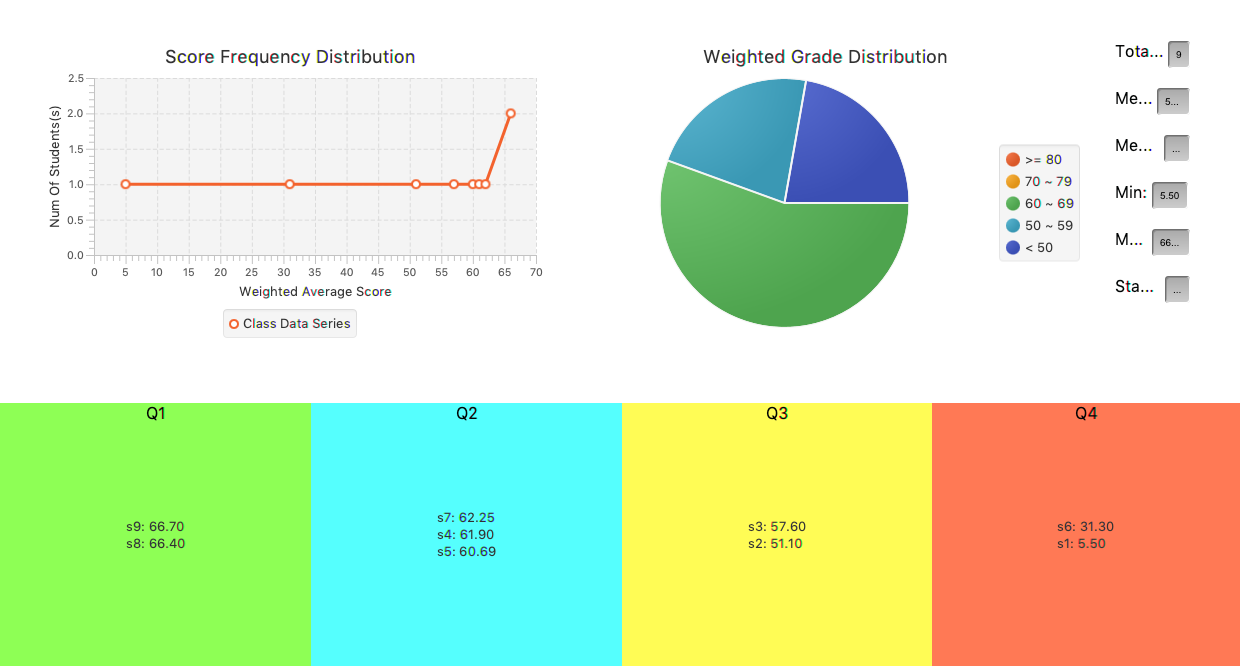 Score Frequency Distribution
2.5
2.0
1.5
1.0
0.5
0.0
Num Of Students(s)
0 5 10 15 20 25 30 35 40 45 50 55 60 65 70
Weighted Average Score
Class Data Series
Weighted Grade Distribution
>= 80
70 ~ 79
60 ~ 69
50 ~ 59
< 50
Tota... 9
Me... 5...
Me... ...
Min: 5.50
M... 66...
Sta... ...
Q1
s9: 66.70
s8: 66.40
Q2
s7: 62.25
s4: 61.90
s5: 60.69
Q3
s3: 57.60
s2: 51.10
Q4
s6: 31.30
s1: 5.50